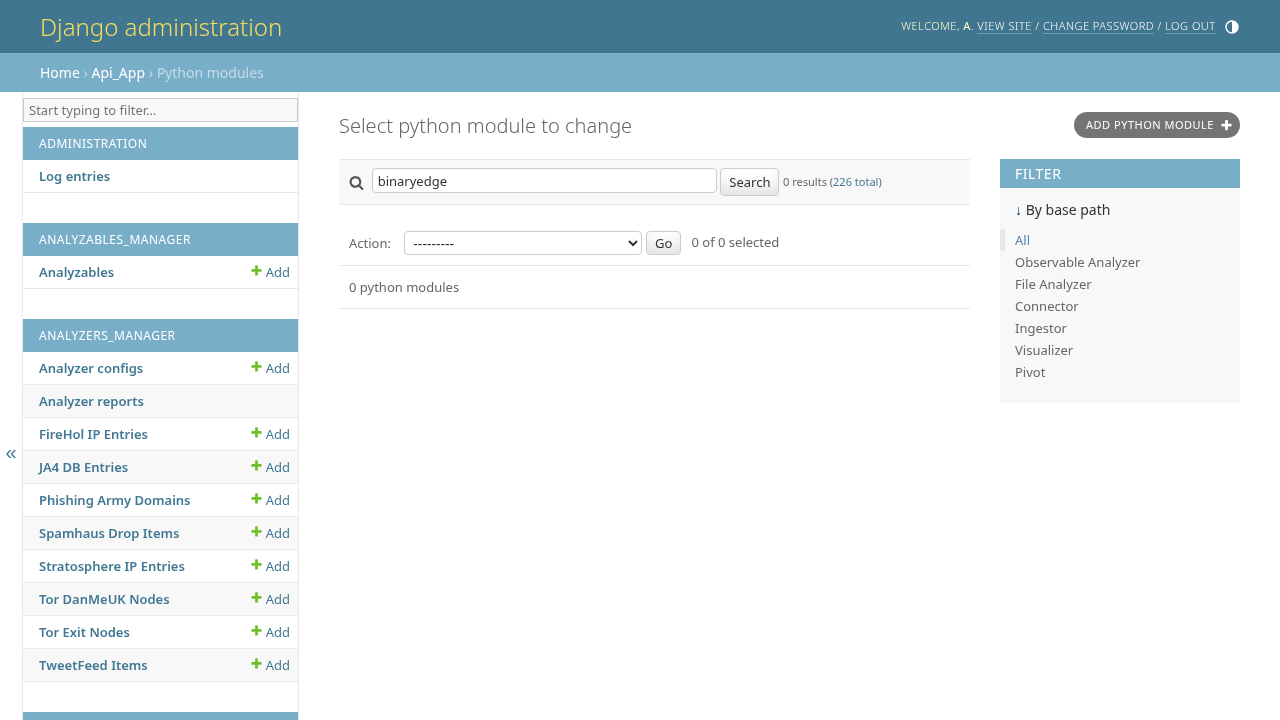 Django administration
WELCOME, A. VIEW SITE / CHANGE PASSWORD / LOG OUT
Home › Api_App › Python modules
Start typing to filter...
ADMINISTRATION
Log entries
ANALYZABLES_MANAGER
Analyzables Add
ANALYZERS_MANAGER
Analyzer configs Add
Analyzer reports
FireHol IP Entries Add
JA4 DB Entries Add
Phishing Army Domains Add
Spamhaus Drop Items Add
Stratosphere IP Entries Add
Tor DanMeUK Nodes Add
Tor Exit Nodes Add
TweetFeed Items Add
«
Select python module to change
ADD PYTHON MODULE
binaryedge Search 0 results (226 total)
Action: --------- Go 0 of 0 selected
0 python modules
FILTER
↓ By base path
All
Observable Analyzer
File Analyzer
Connector
Ingestor
Visualizer
Pivot